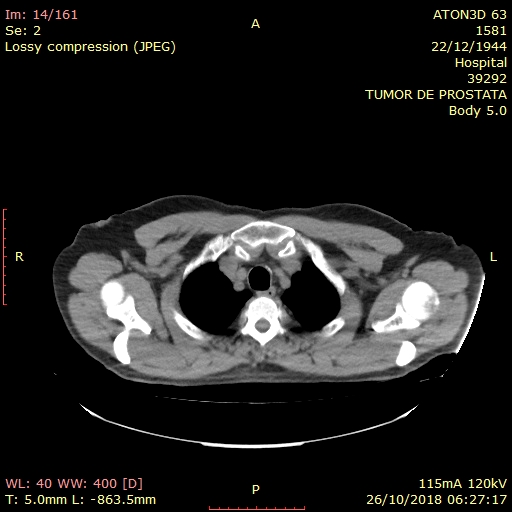 Im: 14/161
Se: 2
Lossy compression (JPEG)
A
ATON3D 63
1581
22/12/1944
Hospital
39292
TUMOR DE PROSTATA
Body 5.0
R
L
WL: 40 WW: 400 [D]
T: 5.0mm L: -863.5mm
P
115mA 120kV
26/10/2018 06:27:17